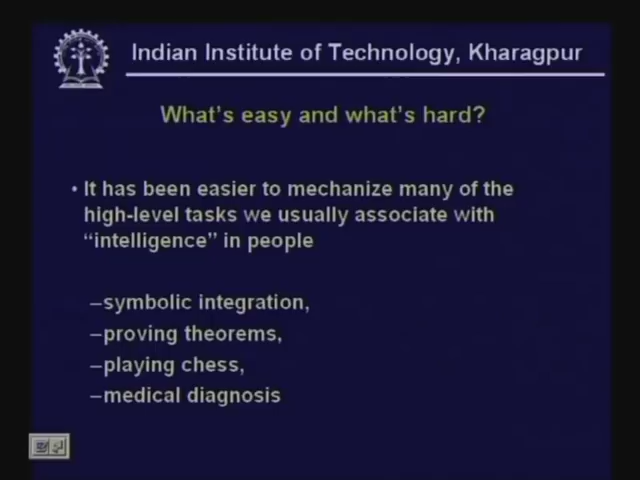 Indian Institute of Technology, Kharagpur
What's easy and what's hard?
• It has been easier to mechanize many of the
high-level tasks we usually associate with
“intelligence” in people
–symbolic integration,
–proving theorems,
–playing chess,
–medical diagnosis